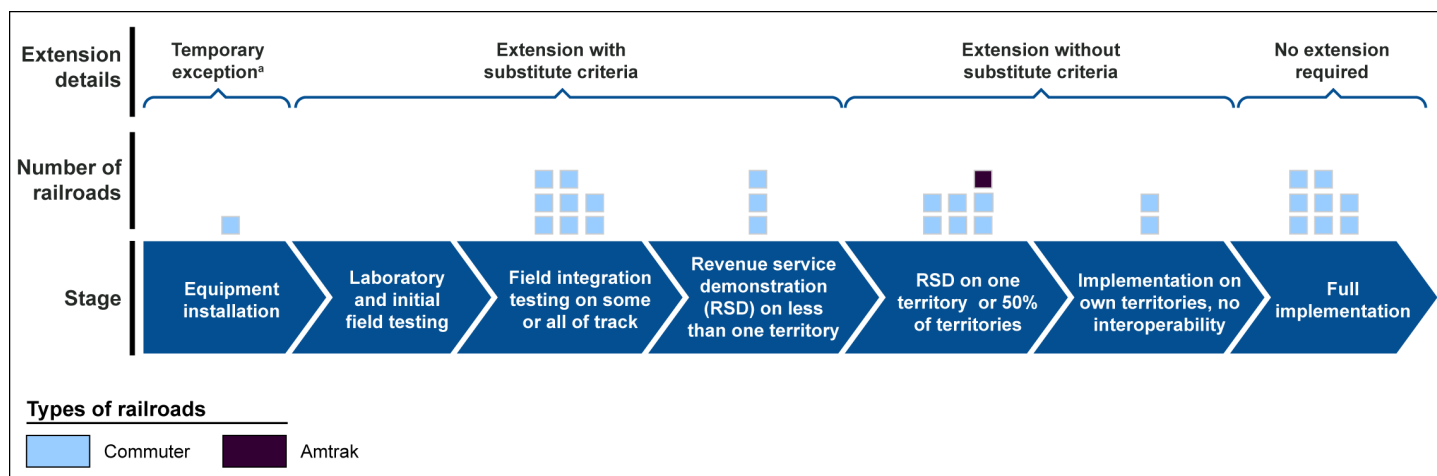 Extension
details
Temporary
exceptionª
Extension with
substitute criteria
Extension without
substitute criteria
No extension
required
Number of
railroads
Stage
Equipment
installation
Laboratory
and initial
field testing
Field integration
testing on some
or all of track
Revenue service
demonstration
(RSD) on less
than one territory
RSD on one
territory or 50%
of territories
Implementation on
own territories, no
interoperability
Full
implementation
Types of railroads
Commuter
Amtrak